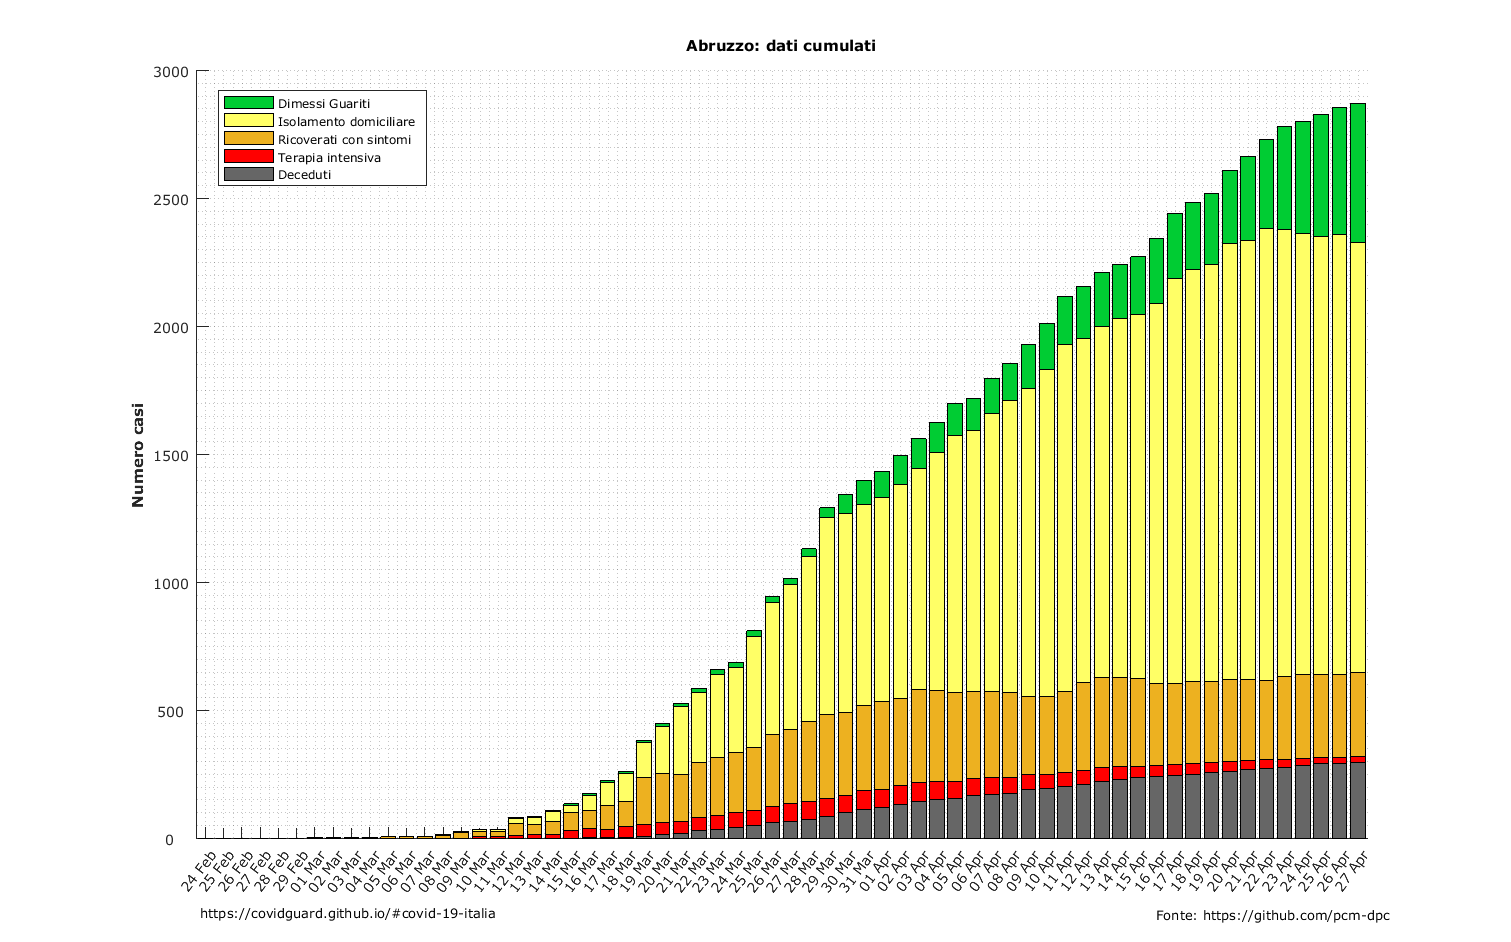 Abruzzo: dati cumulati
3000
2500
2000
1500
1000
500
0
Numero casi
Dimessi Guariti
Isolamento domiciliare
Ricoverati con sintomi
Terapia intensiva
Deceduti
24 Feb
25 Feb
26 Feb
27 Feb
28 Feb
29 Feb
01 Mar
02 Mar
03 Mar
04 Mar
05 Mar
06 Mar
07 Mar
08 Mar
09 Mar
10 Mar
11 Mar
12 Mar
13 Mar
14 Mar
15 Mar
16 Mar
17 Mar
18 Mar
19 Mar
20 Mar
21 Mar
22 Mar
23 Mar
24 Mar
25 Mar
26 Mar
27 Mar
28 Mar
29 Mar
30 Mar
31 Mar
01 Apr
02 Apr
03 Apr
04 Apr
05 Apr
06 Apr
07 Apr
08 Apr
09 Apr
10 Apr
11 Apr
12 Apr
13 Apr
14 Apr
15 Apr
16 Apr
17 Apr
18 Apr
19 Apr
20 Apr
21 Apr
22 Apr
23 Apr
24 Apr
25 Apr
26 Apr
27 Apr
https://covidguard.github.io/#covid-19-italia
Fonte: https://github.com/pcm-dpc